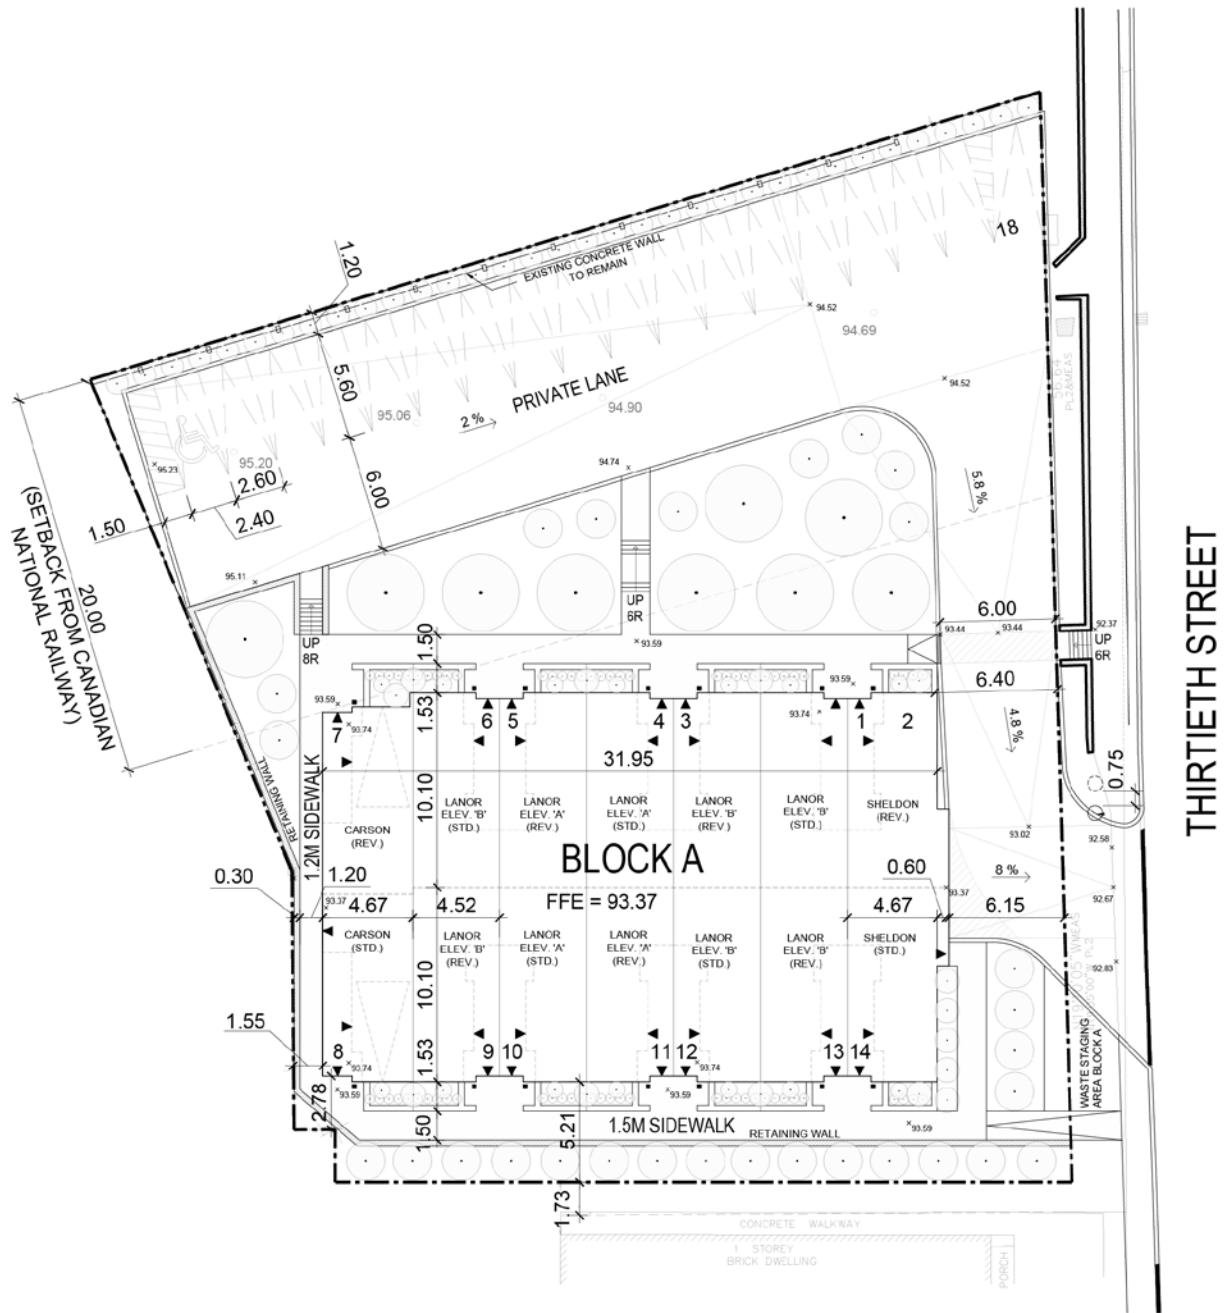 18
1.20
EXISTING CONCRETE WALL
TO REMAIN
94.52
94.69
5.60
PRIVATE LANE
94.52
95.06
94.90
2 %
95.23
95.20
94.74
2.60
6.00
5.8 %
2.40
1.50
20.00
(SETBACK FROM CANADIAN
NATIONAL RAILWAY)
95.11
THIRTIETH STREET
UP
6R
6.00
93.44
93.44
92.37
UP
6R
UP
8R
1.50
93.59
93.59
6.40
93.59
93.74
93.74
7
6
5
4
3
1
2
1.53
4.8 %
31.95
0.75
RETAINING WALL
1.2M SIDEWALK
10.10
LANOR
ELEV. 'B'
(STD.)
LANOR
ELEV. 'A'
(REV.)
LANOR
ELEV. 'A'
(STD.)
LANOR
ELEV. 'B'
(REV.)
LANOR
ELEV. 'B'
(STD.)
SHELDON
(REV.)
CARSON
(REV.)
93.02
92.58
BLOCK A
0.30
1.20
0.60
8 %
93.37
93.37
92.67
4.67
4.52
FFE = 93.37
4.67
6.15
CARSON
(STD.)
LANOR
ELEV. 'B'
(REV.)
LANOR
ELEV. 'A'
(STD.)
LANOR
ELEV. 'A'
(REV.)
LANOR
ELEV. 'B'
(STD.)
LANOR
ELEV. 'B'
(REV.)
SHELDON
(STD.)
92.83
10.10
1.55
1.53
8
9
10
11
12
13
14
93.74
93.74
93.59
93.59
2.78
WASTE STAGING
AREA BLOCK A
1.50
5.21
1.5M SIDEWALK
RETAINING WALL
93.59
1.73
CONCRETE WALKWAY
1 STOREY
BRICK DWELLING
PORCH